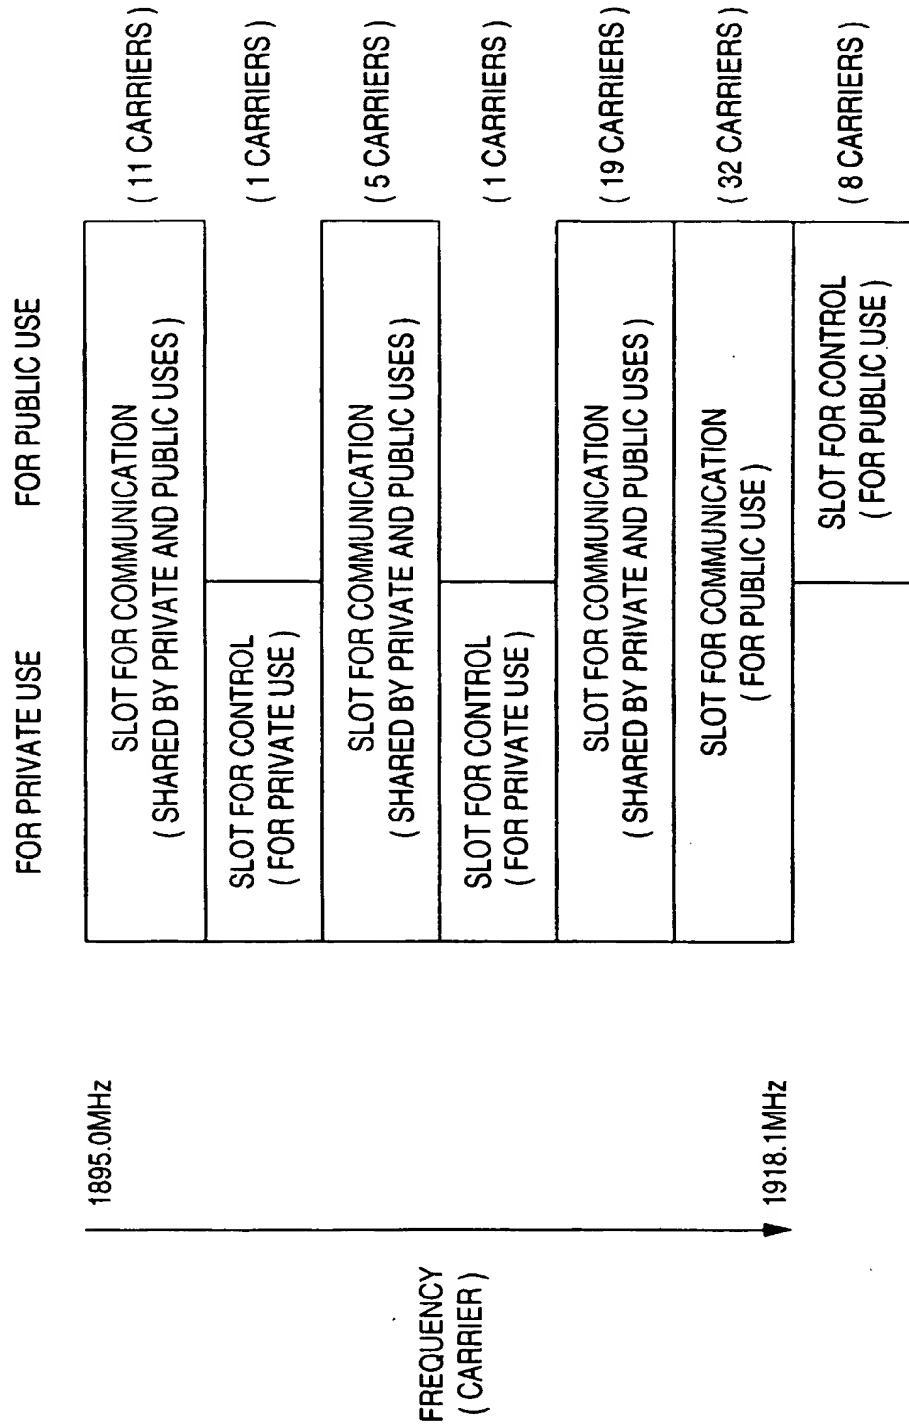 FOR PRIVATE USE
FOR PUBLIC USE
1895.0MHz
SLOT FOR COMMUNICATION
( SHARED BY PRIVATE AND PUBLIC USES )
( 11 CARRIERS )
SLOT FOR CONTROL
( FOR PRIVATE USE )
( 1 CARRIERS )
SLOT FOR COMMUNICATION
( SHARED BY PRIVATE AND PUBLIC USES )
( 5 CARRIERS )
FREQUENCY
( CARRIER )
SLOT FOR CONTROL
( FOR PRIVATE USE )
( 1 CARRIERS )
SLOT FOR COMMUNICATION
( SHARED BY PRIVATE AND PUBLIC USES )
( 19 CARRIERS )
SLOT FOR COMMUNICATION
( FOR PUBLIC USE )
( 32 CARRIERS )
1918.1MHz
SLOT FOR CONTROL
( FOR PUBLIC USE )
( 8 CARRIERS )